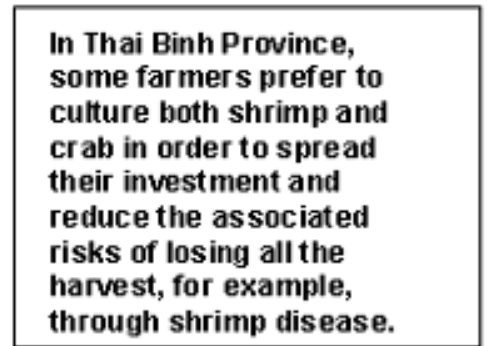 In Thai Binh Province,
some farmers prefer to
culture both shrimp and
crab in order to spread
their investment and
reduce the associated
risks of losing all the
harvest, for example,
through shrimp disease.